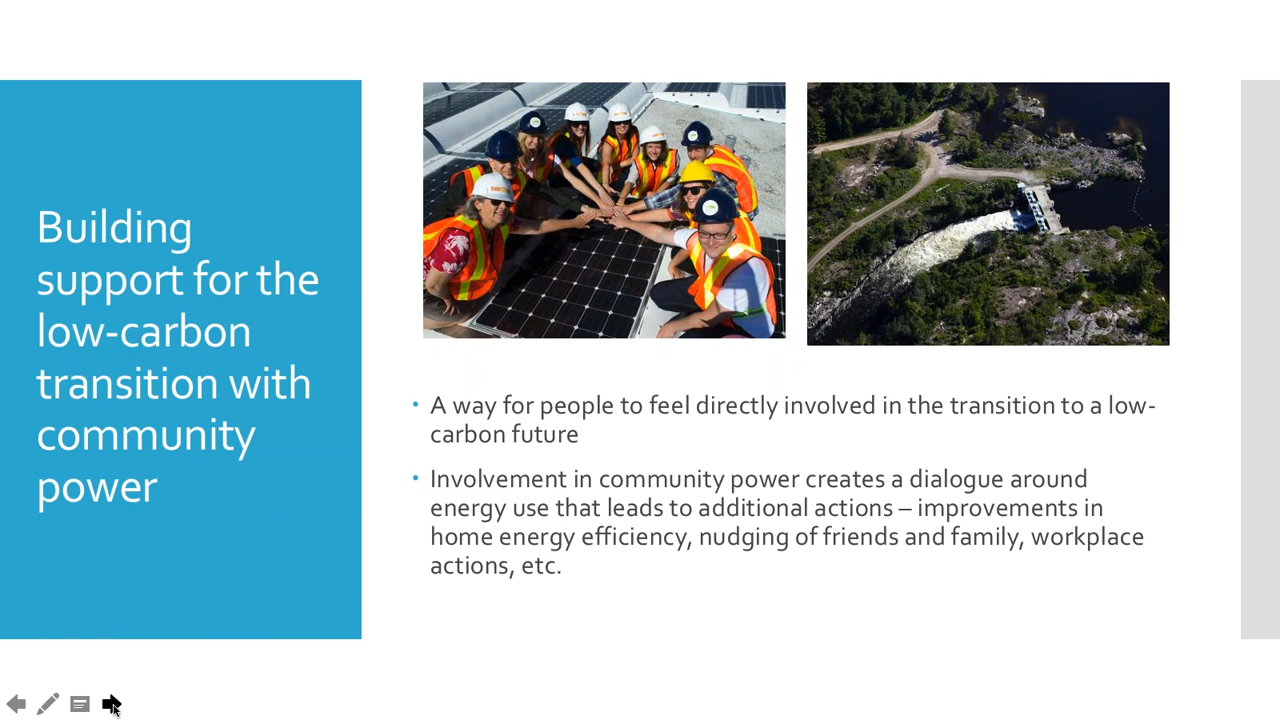 Building
support for the
low-carbon
transition with
community
power
• A way for people to feel directly involved in the transition to a low-
carbon future
• Involvement in community power creates a dialogue around
energy use that leads to additional actions – improvements in
home energy efficiency, nudging of friends and family, workplace
actions, etc.